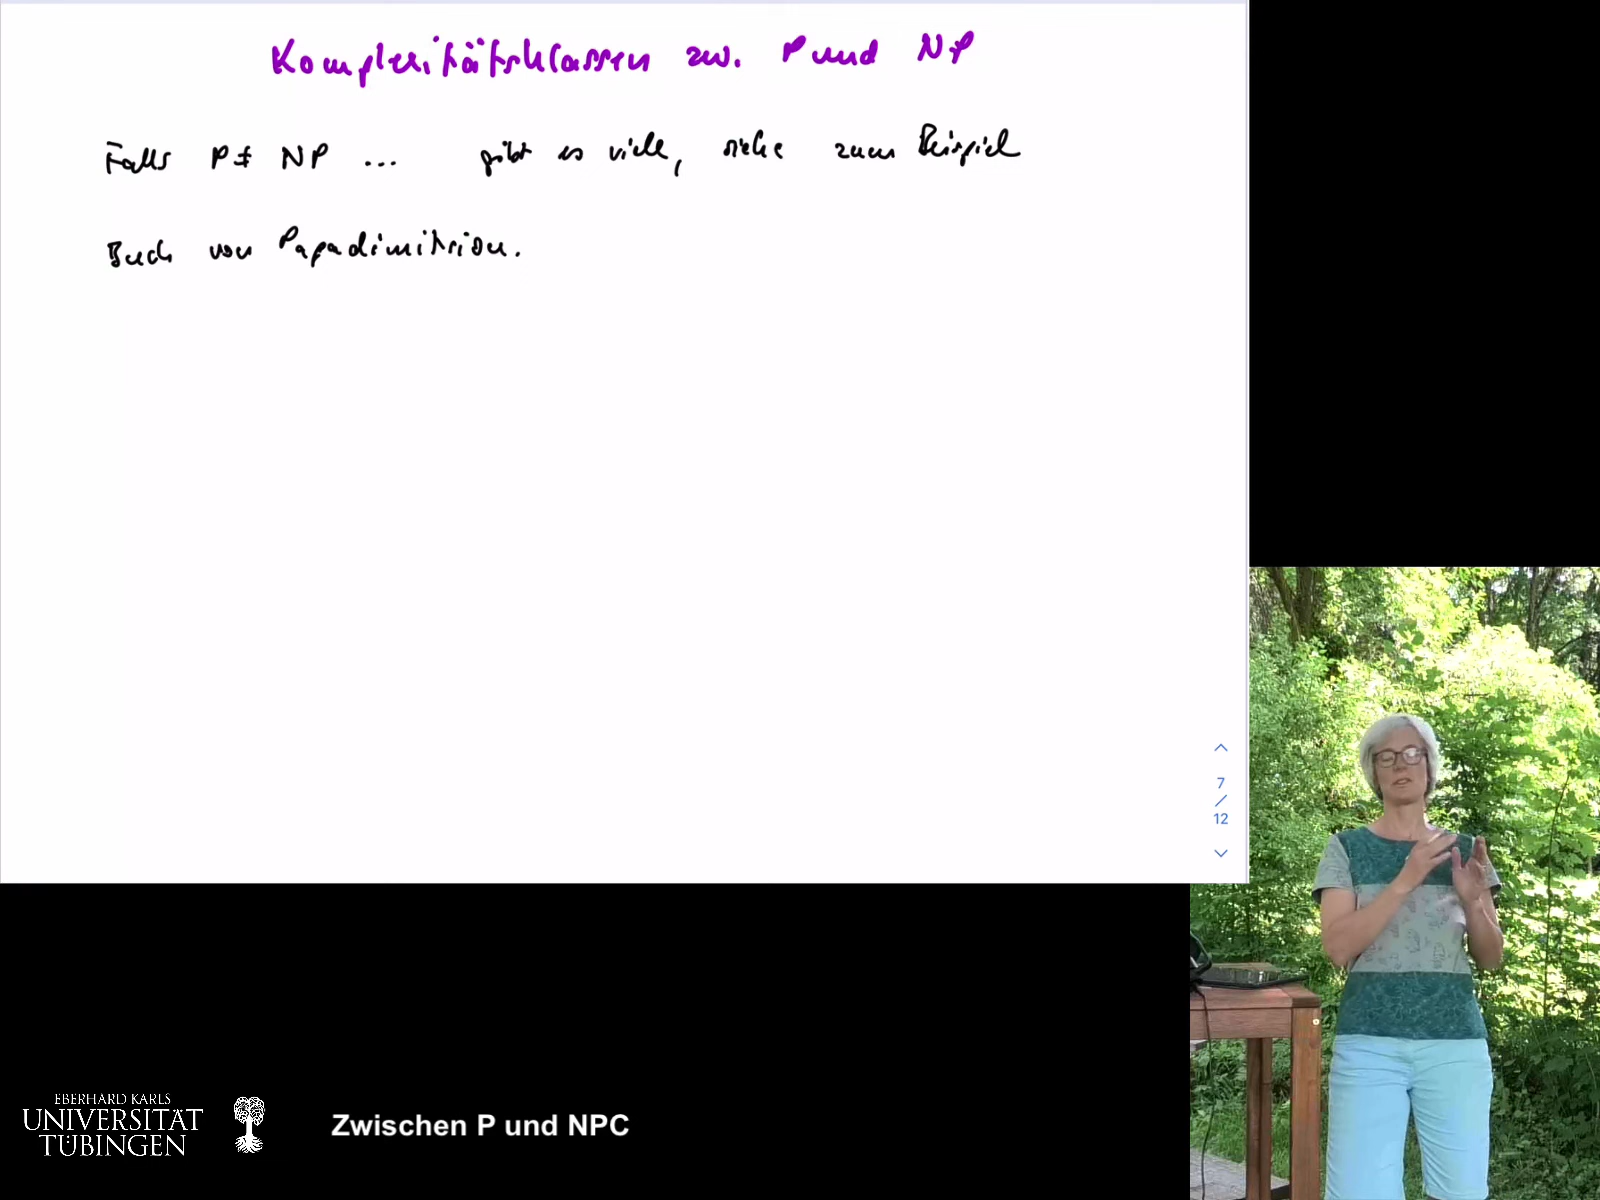 Komplexitätsklassen zw. P und NP
Falls P ≠ NP ... gibt es viele, siehe zum Beispiel
Buch von Papadimitriou.
7
/
12
EBERHARD KARLS
UNIVERSITÄT
TÜBINGEN
Zwischen P und NPC